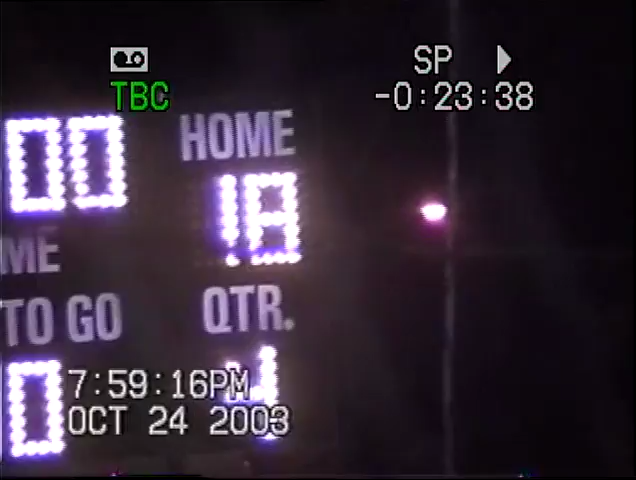 SP
TBC
-0:23:38
00
HOME
18
ME
TO GO
QTR.
0
4
7:59:16PM
OCT 24 2003